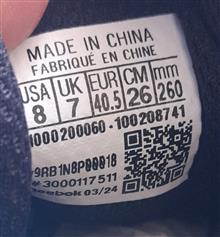 MADE IN CHINA
FABRIQUÉ EN CHINE
USA UK EUR CM mm
8 7 40.5 26 260
1000200060-100208741
9RB1N8P00018
#3000117511
Reebok 03/24